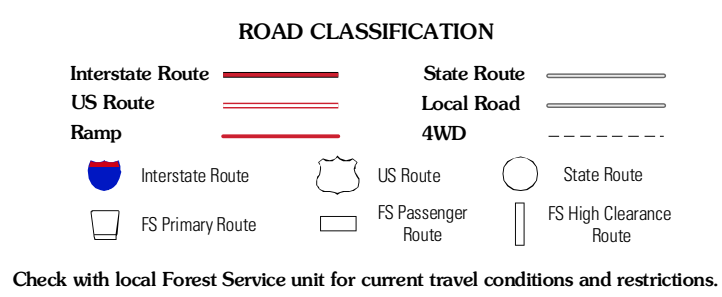 ROAD CLASSIFICATION
Interstate Route
State Route
US Route
Local Road
Ramp
4WD
Interstate Route
US Route
State Route
FS Primary Route
FS Passenger
Route
FS High Clearance
Route
Check with local Forest Service unit for current travel conditions and restrictions.